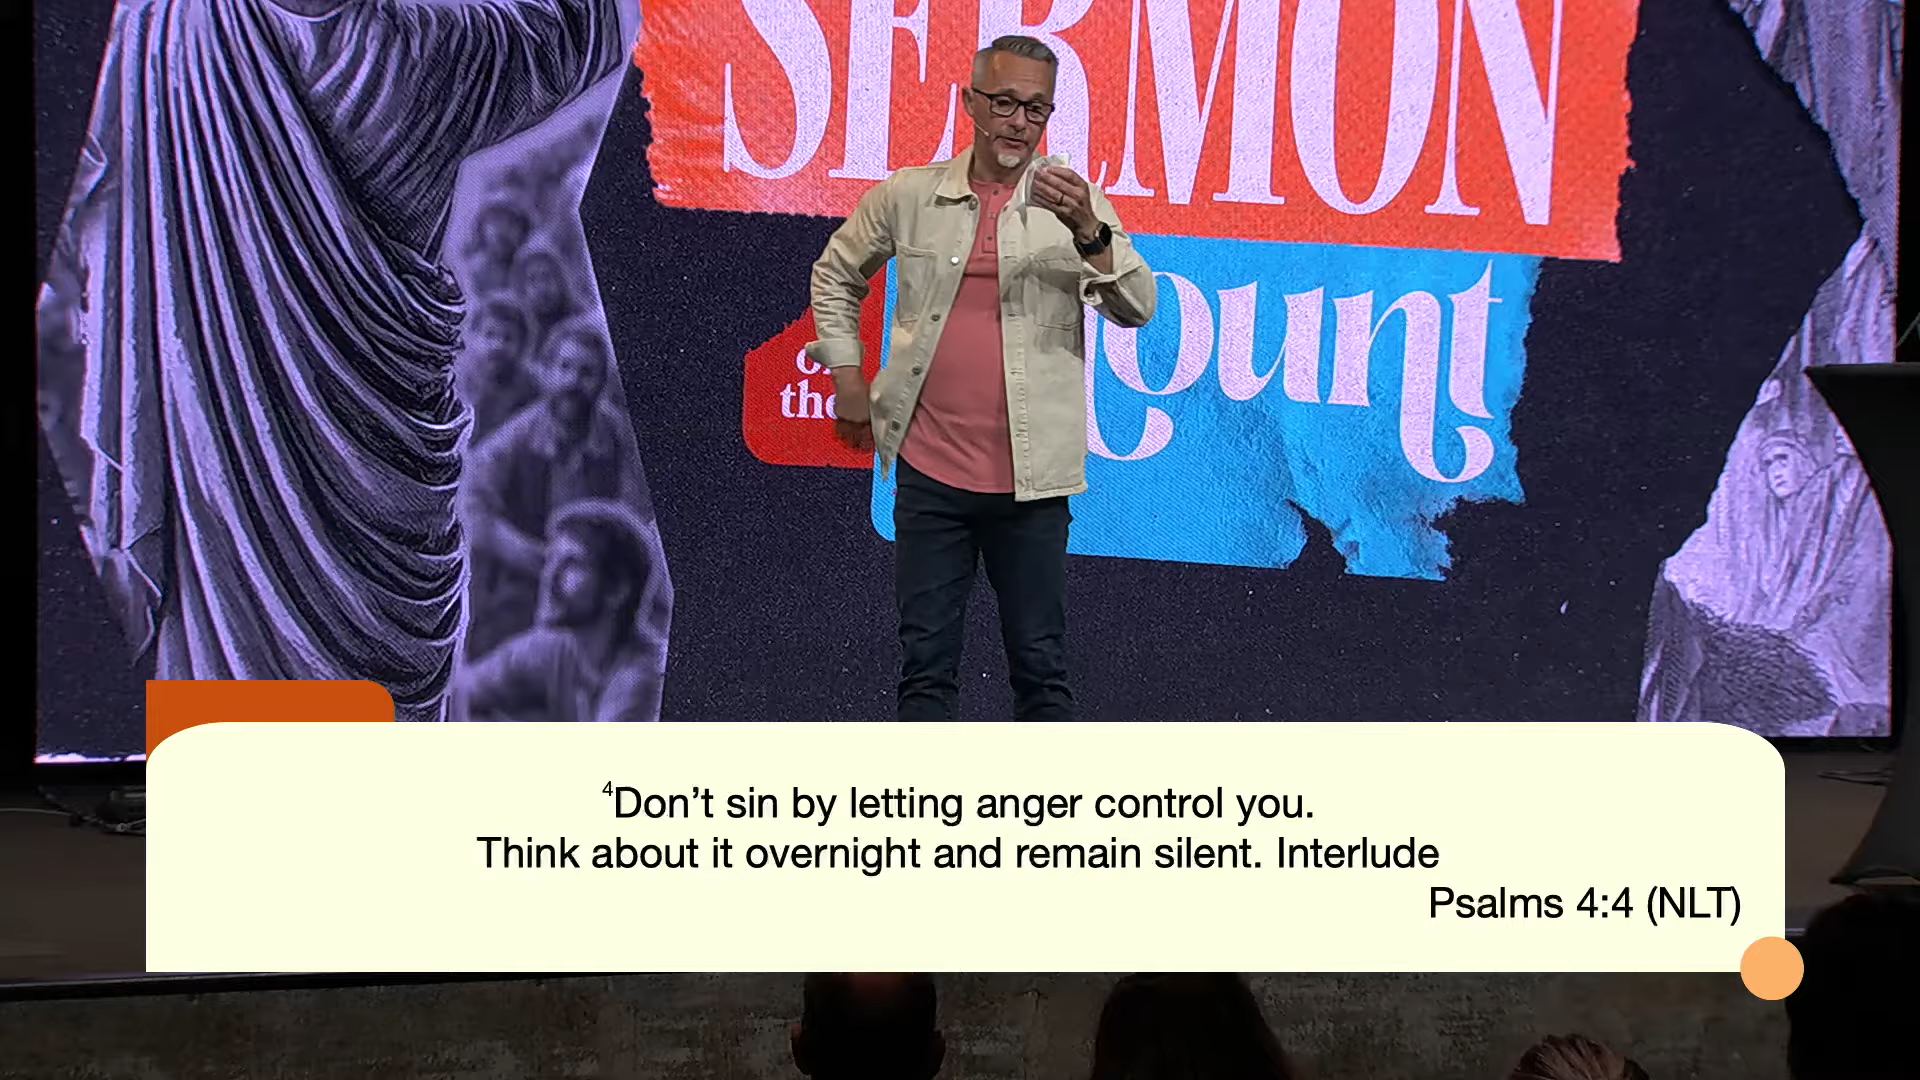 SERMON
the
ount
⁴Don’t sin by letting anger control you.
Think about it overnight and remain silent. Interlude
Psalms 4:4 (NLT)